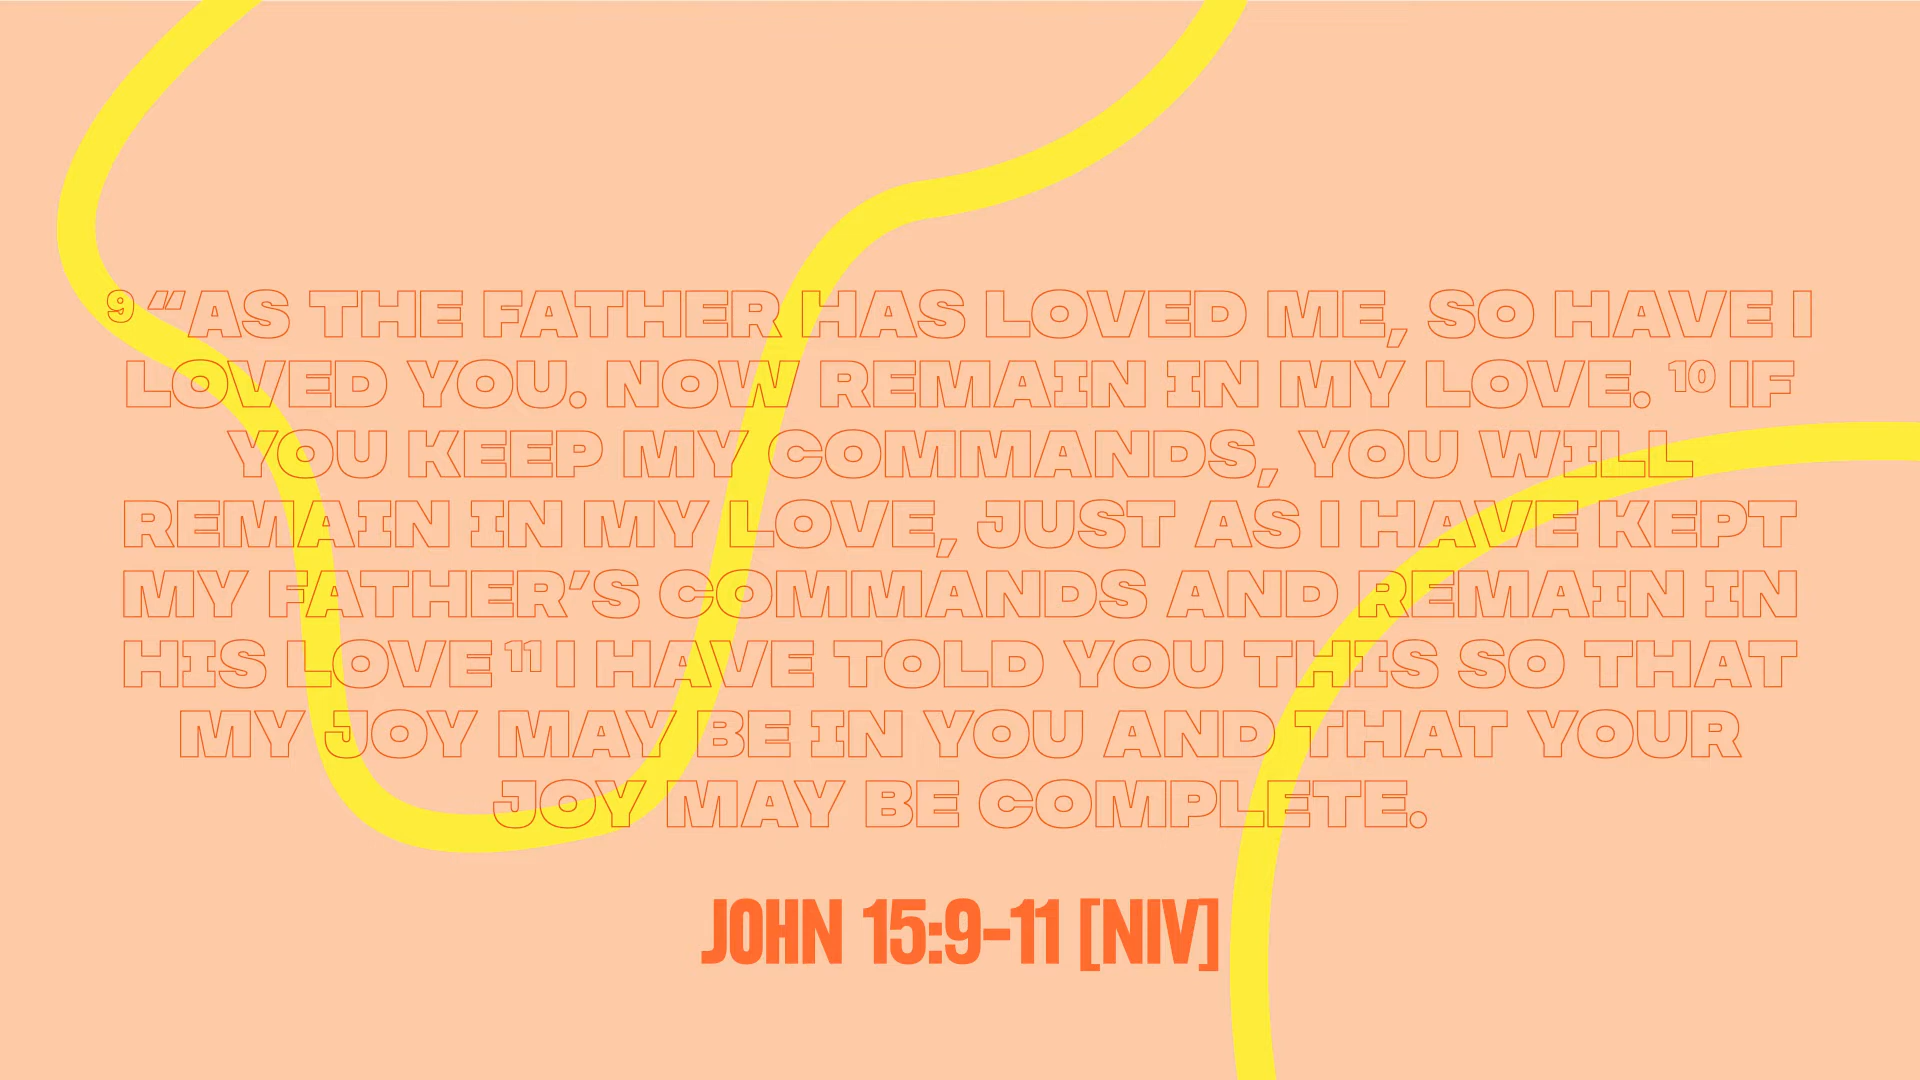 ⁹ “AS THE FATHER HAS LOVED ME, SO HAVE I
LOVED YOU. NOW REMAIN IN MY LOVE. ¹⁰ IF
YOU KEEP MY COMMANDS, YOU WILL
REMAIN IN MY LOVE, JUST AS I HAVE KEPT
MY FATHER’S COMMANDS AND REMAIN IN
HIS LOVE ¹¹ I HAVE TOLD YOU THIS SO THAT
MY JOY MAY BE IN YOU AND THAT YOUR
JOY MAY BE COMPLETE.
JOHN 15:9-11 [NIV]